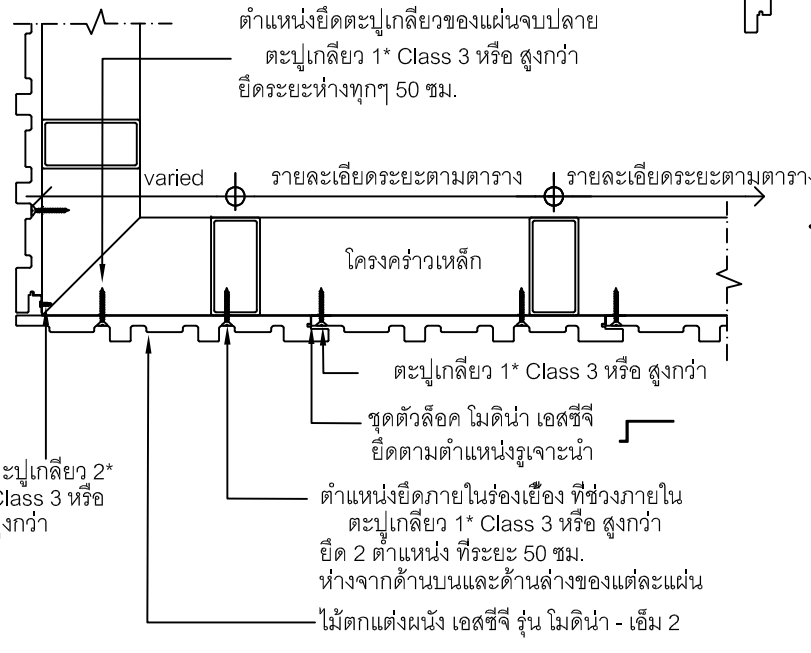 ตำแหน่งยึดตะปูเกลียวของแผ่นจบปลาย
ตะปูเกลียว 1* Class 3 หรือ สูงกว่า
ยึดระยะห่างทุกๆ 50 ซม.
varied
รายละเอียดระยะตามตาราง
รายละเอียดระยะตามตาราง
โครงคร่าวเหล็ก
ตะปูเกลียว 1* Class 3 หรือ สูงกว่า
ชุดตัวล็อค โมดิน่า เอสซีจี
ยึดตามตำแหน่งรูเจาะนำ
ะปูเกลียว 2*
Class 3 หรือ
ูงกว่า
ตำแหน่งยึดภายในร่องเยื้อง ที่ช่วงภายใน
ตะปูเกลียว 1* Class 3 หรือ สูงกว่า
ยึด 2 ตำแหน่ง ที่ระยะ 50 ซม.
ห่างจากด้านบนและด้านล่างของแต่ละแผ่น
ไม้ตกแต่งผนัง เอสซีจี รุ่น โมดิน่า - เอ็ม 2